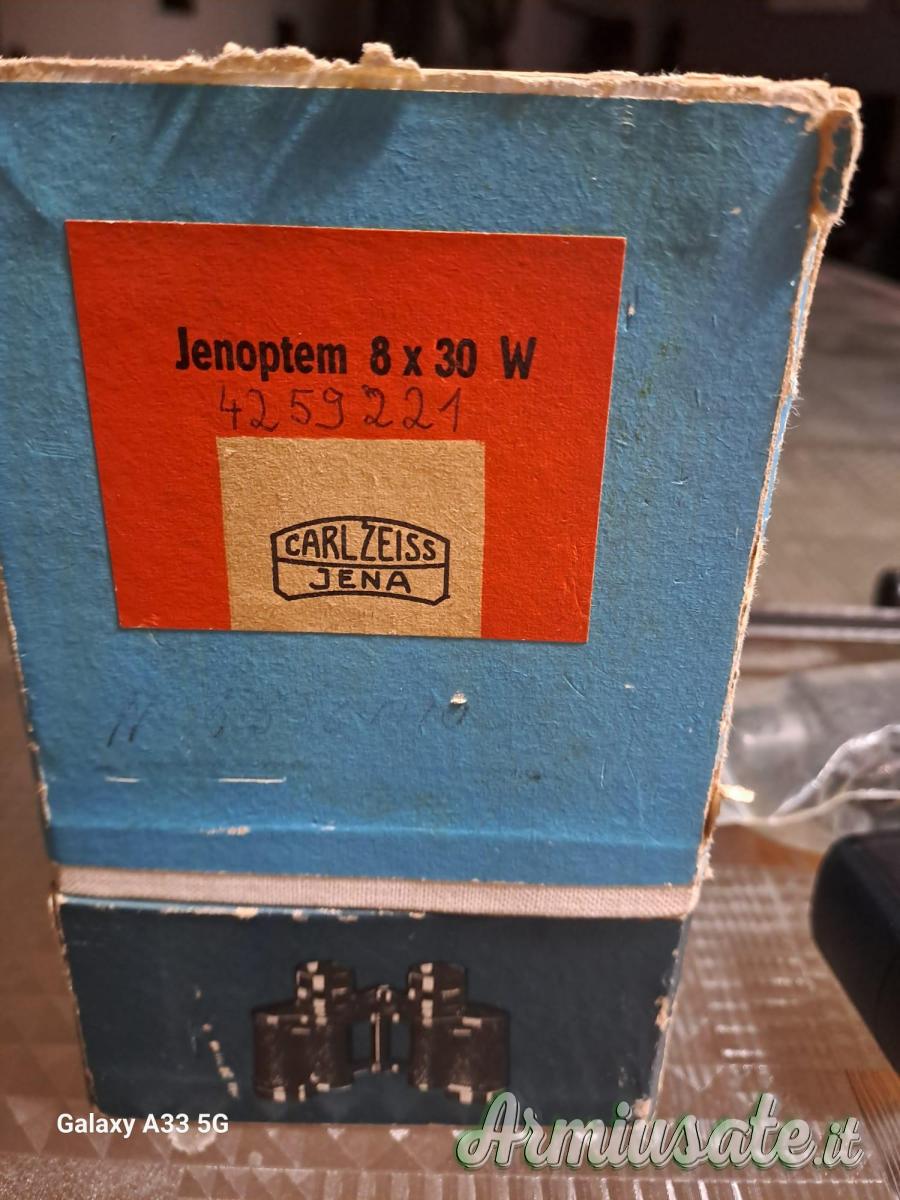 Jenoptem 8 x 30 W
4259221
CARL ZEISS
JENA
Galaxy A33 5G
Armiusate.it